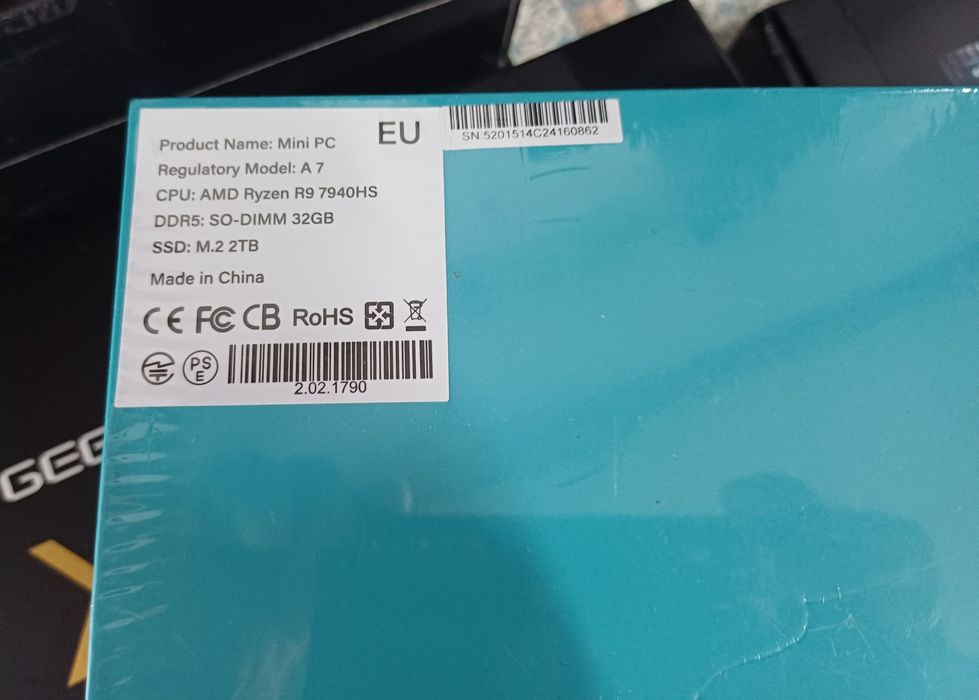 Product Name: Mini PC
EU
Regulatory Model: A 7
CPU: AMD Ryzen R9 7940HS
DDR5: SO-DIMM 32GB
SSD: M.2 2TB
Made in China
CE FC CB RoHS
PS
E
2.02.1790
SN:5201514C24160862
GEE